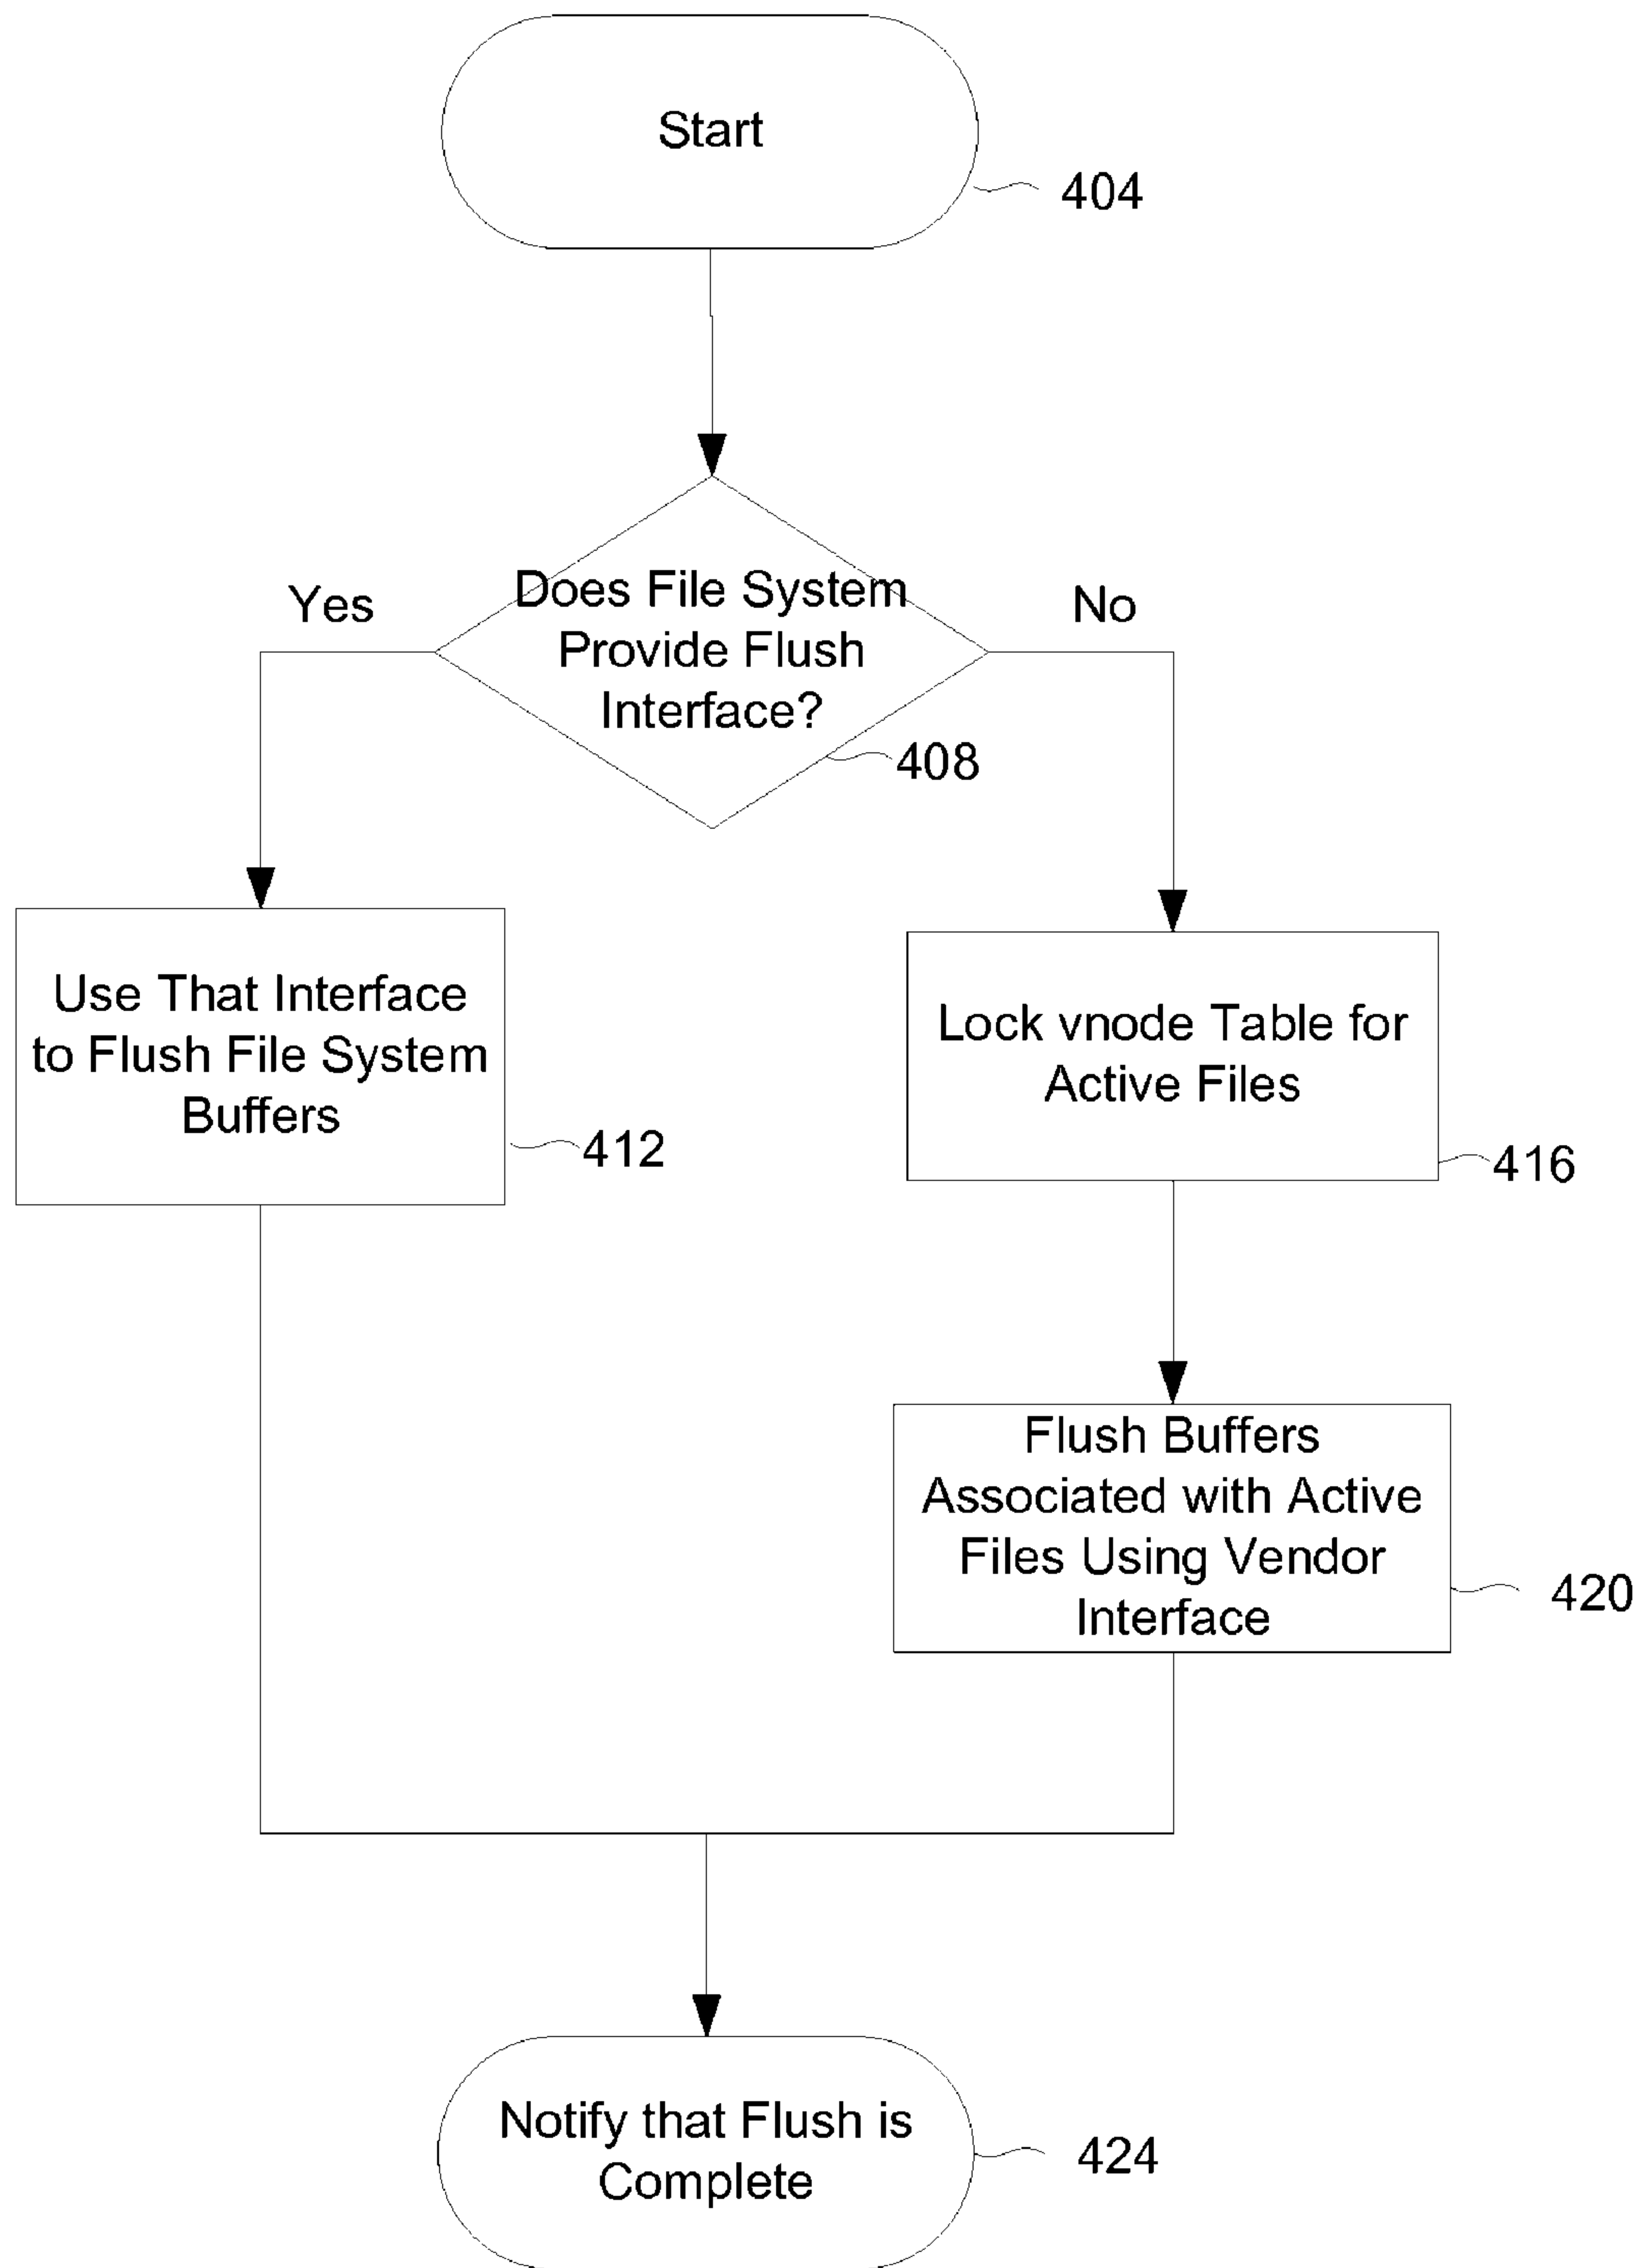 Start
404
Does File System
Provide Flush
Interface?
Yes
No
408
Use That Interface
to Flush File System
Buffers
412
Lock vnode Table for
Active Files
416
Flush Buffers
Associated with Active
Files Using Vendor
Interface
420
Notify that Flush is
Complete
424